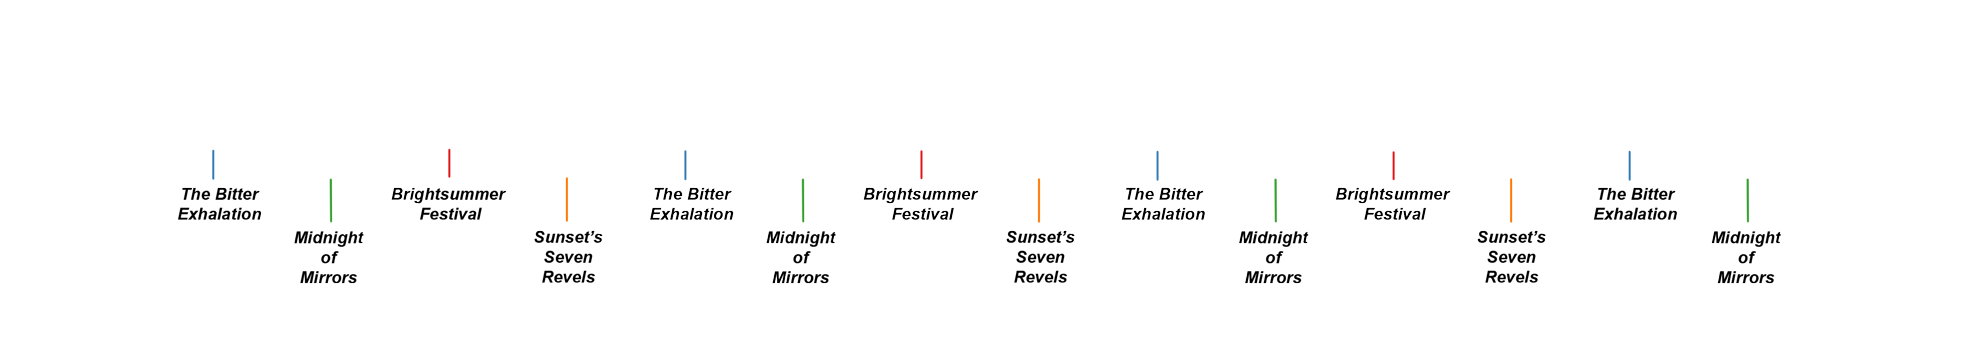 The Bitter
Exhalation
Midnight
of
Mirrors
Brightsummer
Festival
Sunset’s
Seven
Revels
The Bitter
Exhalation
Midnight
of
Mirrors
Brightsummer
Festival
Sunset’s
Seven
Revels
The Bitter
Exhalation
Midnight
of
Mirrors
Brightsummer
Festival
Sunset’s
Seven
Revels
The Bitter
Exhalation
Midnight
of
Mirrors